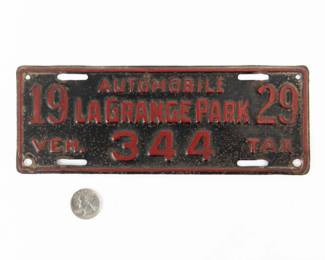 AUTOMOBILE
19 LA GRANGE PARK 29
VEH. 344 TAX